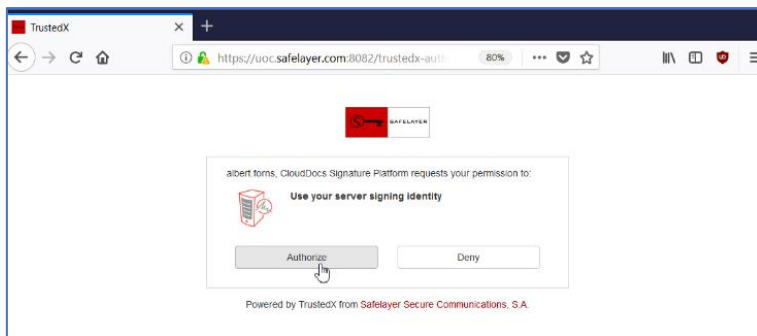 TrustedX
https://uoc.safelayer.com:8082/trustedx-auth
80%
SAFELAYER
albert forns, CloudDocs Signature Platform requests your permission to:
Use your server signing identity
Authorize
Deny
Powered by TrustedX from Safelayer Secure Communications, S.A.